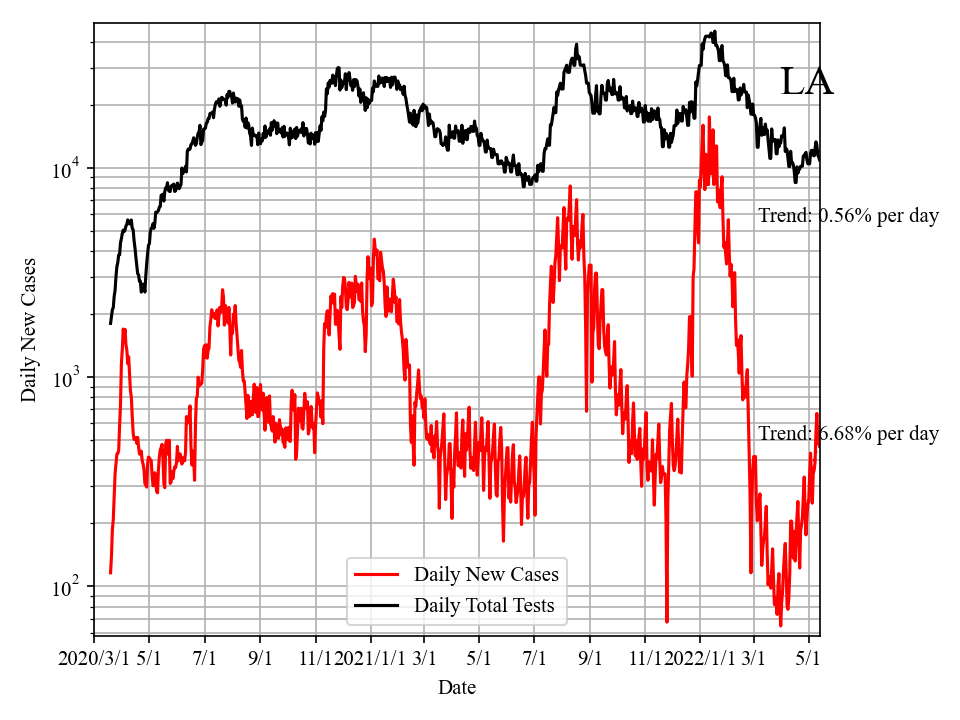 LA
10^4
Trend: 0.56% per day
Daily New Cases
10^3
Trend: 6.68% per day
10^2
Daily New Cases
Daily Total Tests
2020/3/1 5/1 7/1 9/1 11/1 2021/1/1 3/1 5/1 7/1 9/1 11/1 2022/1/1 3/1 5/1
Date